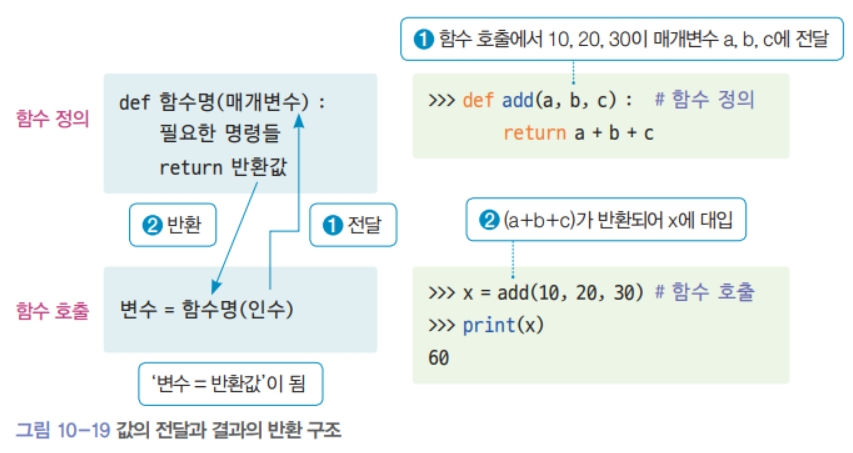 ❶ 함수 호출에서 10, 20, 30이 매개변수 a, b, c에 전달
함수 정의
def 함수명(매개변수) :
필요한 명령들
return 반환값
>>> def add(a, b, c) : # 함수 정의
return a + b + c
❷ 반환
❶ 전달
❷ (a+b+c)가 반환되어 x에 대입
함수 호출
변수 = 함수명(인수)
>>> x = add(10, 20, 30) # 함수 호출
>>> print(x)
60
‘변수 = 반환값’이 됨
그림 10-19 값의 전달과 결과의 반환 구조